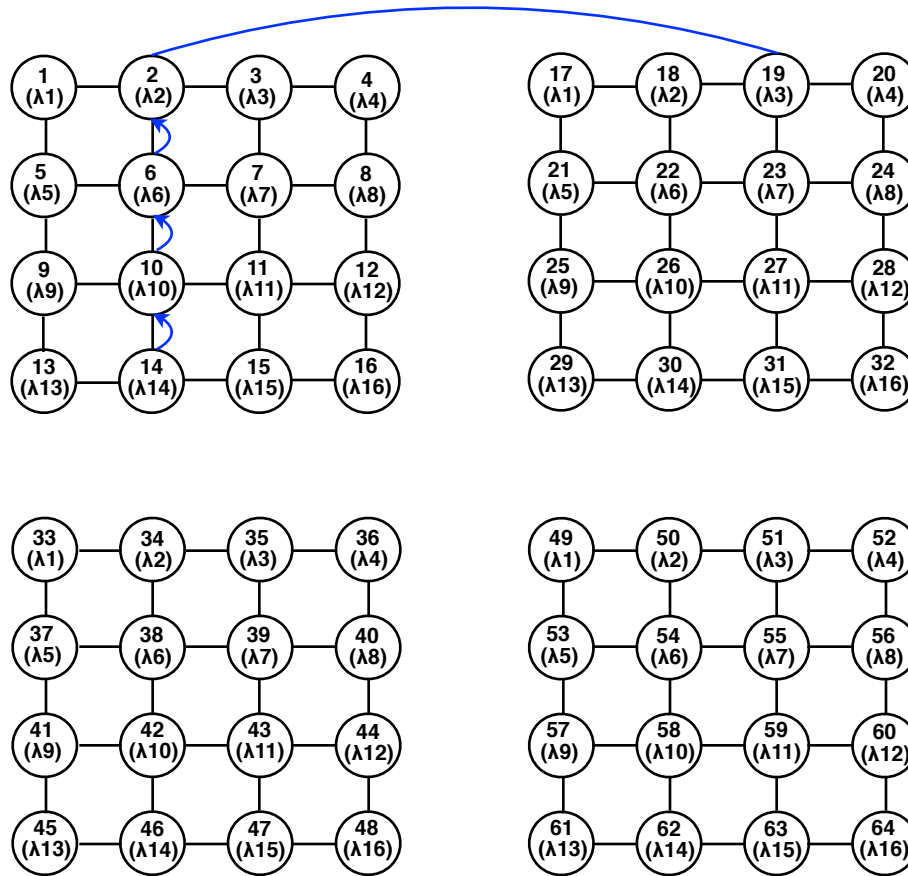 1 2 3 4 17 18 19 20
(λ1) (λ2) (λ3) (λ4) (λ1) (λ2) (λ3) (λ4)
5 6 7 8 21 22 23 24
(λ5) (λ6) (λ7) (λ8) (λ5) (λ6) (λ7) (λ8)
9 10 11 12 25 26 27 28
(λ9) (λ10) (λ11) (λ12) (λ9) (λ10) (λ11) (λ12)
13 14 15 16 29 30 31 32
(λ13) (λ14) (λ15) (λ16) (λ13) (λ14) (λ15) (λ16)
33 34 35 36 49 50 51 52
(λ1) (λ2) (λ3) (λ4) (λ1) (λ2) (λ3) (λ4)
37 38 39 40 53 54 55 56
(λ5) (λ6) (λ7) (λ8) (λ5) (λ6) (λ7) (λ8)
41 42 43 44 57 58 59 60
(λ9) (λ10) (λ11) (λ12) (λ9) (λ10) (λ11) (λ12)
45 46 47 48 61 62 63 64
(λ13) (λ14) (λ15) (λ16) (λ13) (λ14) (λ15) (λ16)